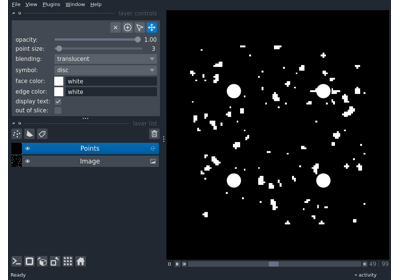 File View Plugins Window Help
layer controls
opacity: 1.00
point size: 3
blending: translucent
symbol: disc
face color: white
edge color: white
display text:
out of slice:
layer list
Points
Image
49 99
Ready
activity